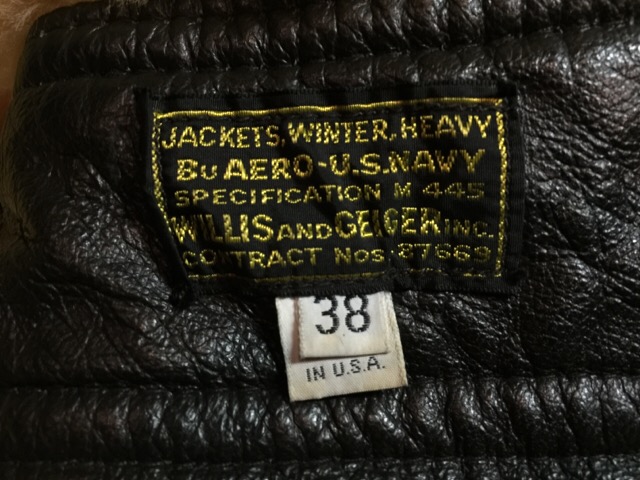 JACKETS, WINTER, HEAVY
BU AERO-U.S. NAVY
SPECIFICATION M 445
WILLIS AND GEIGER INC.
CONTRACT NOS. 27669
38
IN U.S.A.